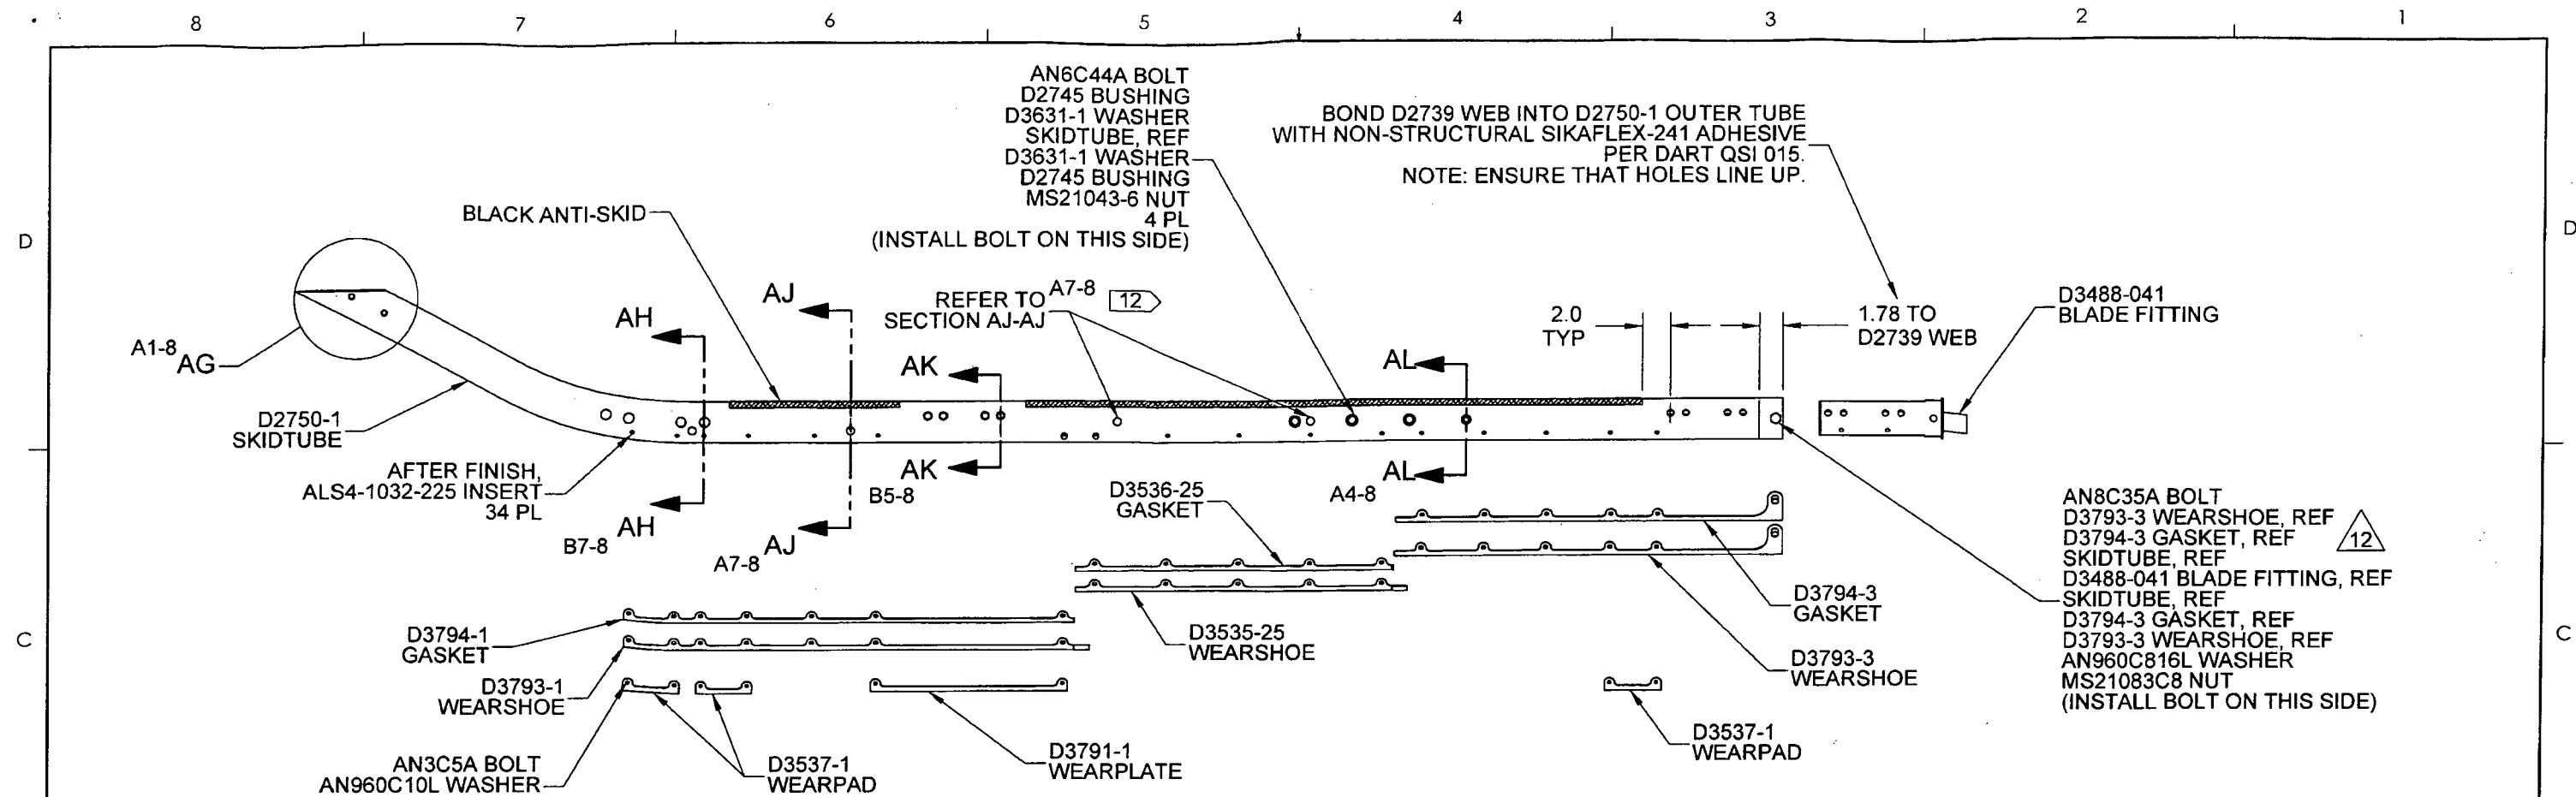 8 7 6 5 4 3 2 1
AN6C44A BOLT
D2745 BUSHING
D3631-1 WASHER
SKIDTUBE, REF
D3631-1 WASHER
D2745 BUSHING
MS21043-6 NUT
4 PL
(INSTALL BOLT ON THIS SIDE)
BOND D2739 WEB INTO D2750-1 OUTER TUBE
WITH NON-STRUCTURAL SIKAFLEX-241 ADHESIVE
PER DART QSI 015.
NOTE: ENSURE THAT HOLES LINE UP.
BLACK ANTI-SKID
D
D
REFER TO
SECTION AJ-AJ
A7-8
12
2.0
TYP
1.78 TO
D2739 WEB
D3488-041
BLADE FITTING
A1-8
AG
AH
AJ
AK
AL
D2750-1
SKIDTUBE
AFTER FINISH,
ALS4-1032-225 INSERT
34 PL
B7-8
AH
A7-8
AJ
B5-8
AK
A4-8
AL
D3536-25
GASKET
AN8C35A BOLT
D3793-3 WEARSHOE, REF
D3794-3 GASKET, REF
SKIDTUBE, REF
D3488-041 BLADE FITTING, REF
SKIDTUBE, REF
D3794-3 GASKET, REF
D3793-3 WEARSHOE, REF
AN960C816L WASHER
MS21083C8 NUT
(INSTALL BOLT ON THIS SIDE)
12
C
C
D3794-1
GASKET
D3793-1
WEARSHOE
D3535-25
WEARSHOE
D3794-3
GASKET
D3793-3
WEARSHOE
AN3C5A BOLT
AN960C10L WASHER
D3537-1
WEARPAD
D3791-1
WEARPLATE
D3537-1
WEARPAD